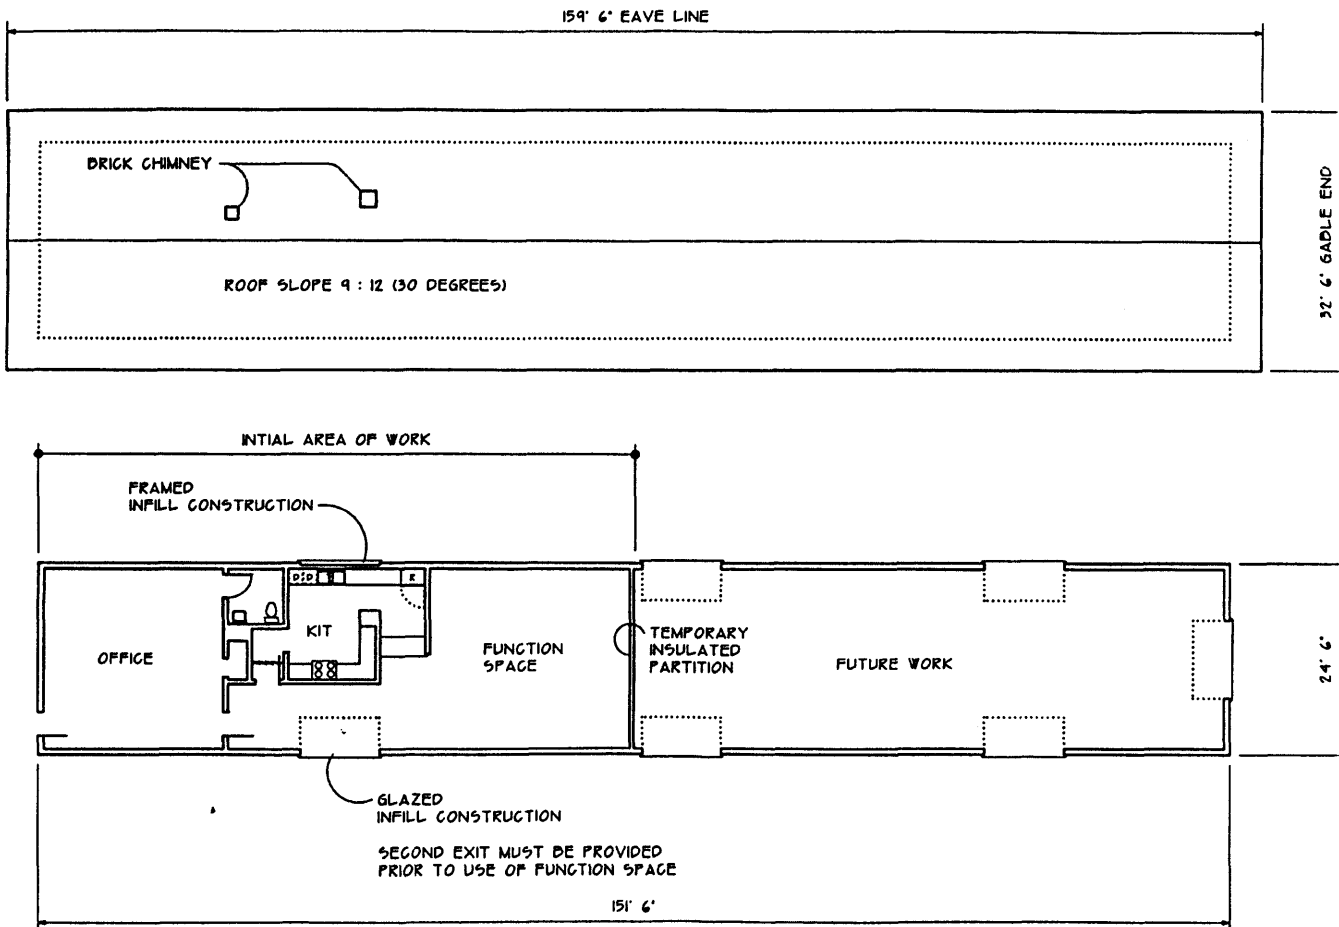 159' 6" EAVE LINE
BRICK CHIMNEY
32' 6" GABLE END
ROOF SLOPE 9 : 12 (30 DEGREES)
INTIAL AREA OF WORK
FRAMED
INFILL CONSTRUCTION
OFFICE
KIT
R
FUNCTION
SPACE
TEMPORARY
INSULATED
PARTITION
FUTURE WORK
24' 6"
GLAZED
INFILL CONSTRUCTION
SECOND EXIT MUST BE PROVIDED
PRIOR TO USE OF FUNCTION SPACE
151' 6"